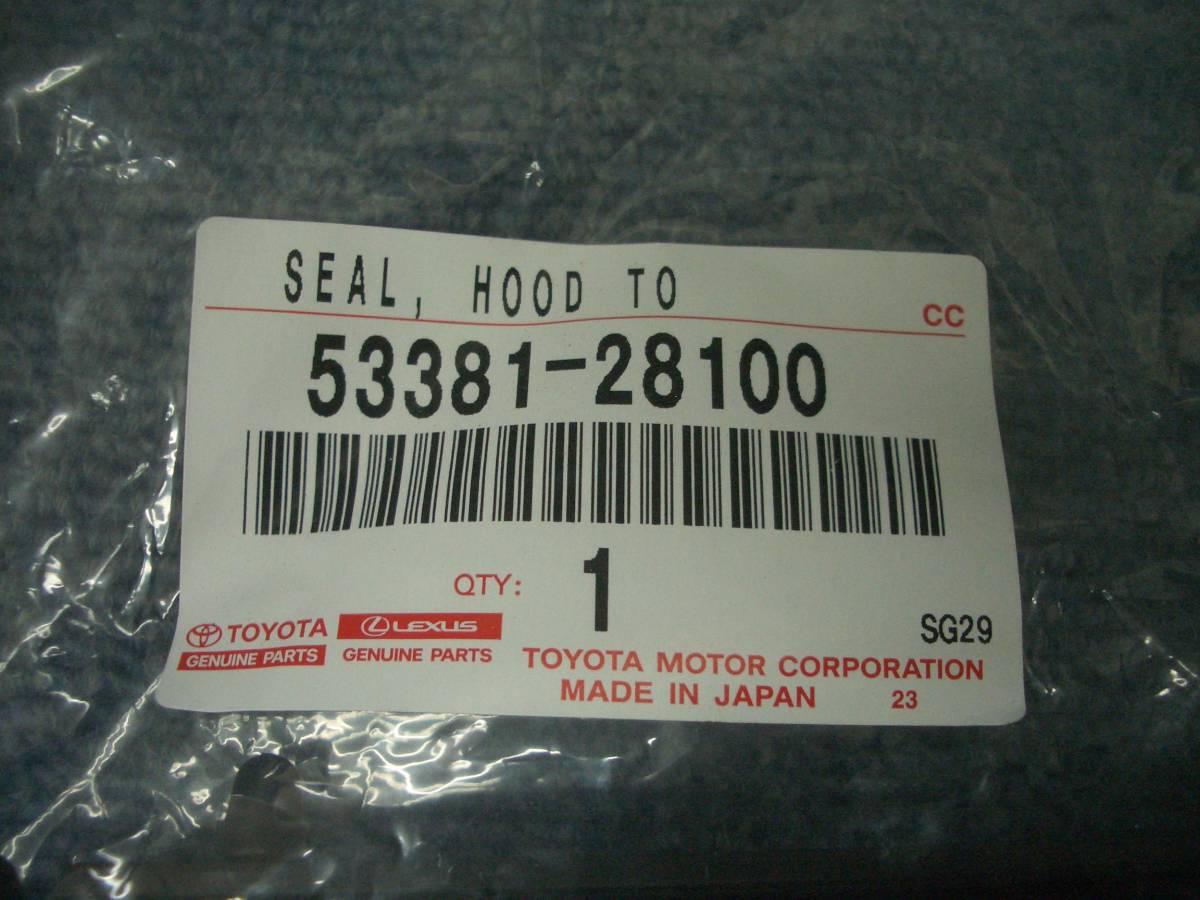 SEAL, HOOD TO
CC
53381-28100
QTY: 1
SG29
TOYOTA LEXUS
GENUINE PARTS GENUINE PARTS
TOYOTA MOTOR CORPORATION
MADE IN JAPAN 23